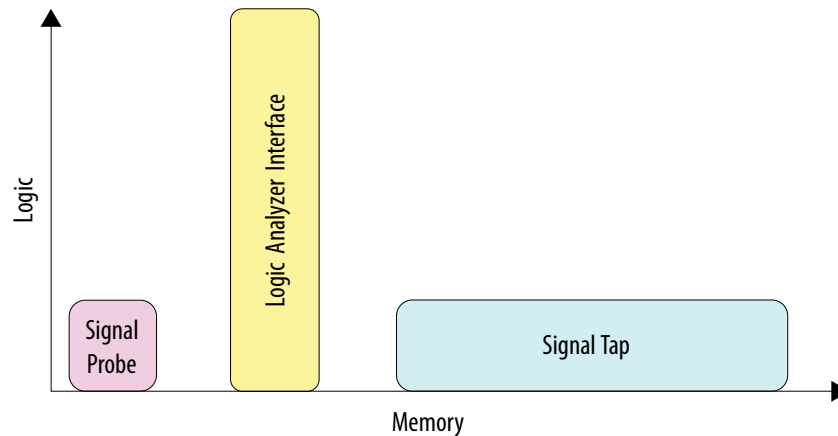 Logic
Signal
Probe
Logic Analyzer Interface
Signal Tap
Memory